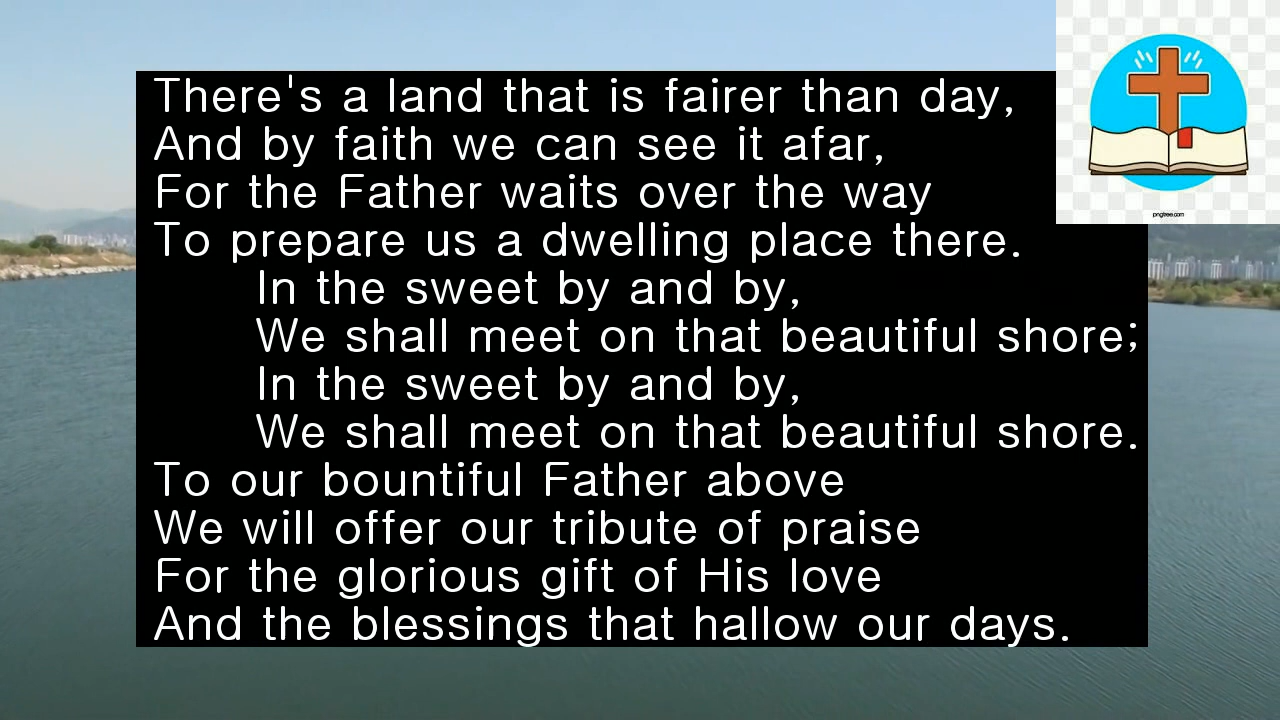 There's a land that is fairer than day,
And by faith we can see it afar,
For the Father waits over the way
To prepare us a dwelling place there.
In the sweet by and by,
We shall meet on that beautiful shore;
In the sweet by and by,
We shall meet on that beautiful shore.
To our bountiful Father above
We will offer our tribute of praise
For the glorious gift of His love
And the blessings that hallow our days.
pngtree.com